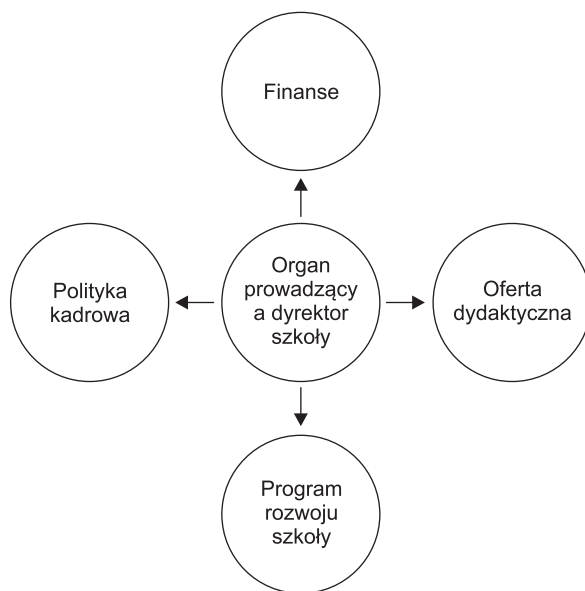 Finanse
Polityka
kadrowa
Organ
prowadzący
a dyrektor
szkoły
Oferta
dydaktyczna
Program
rozwoju
szkoły